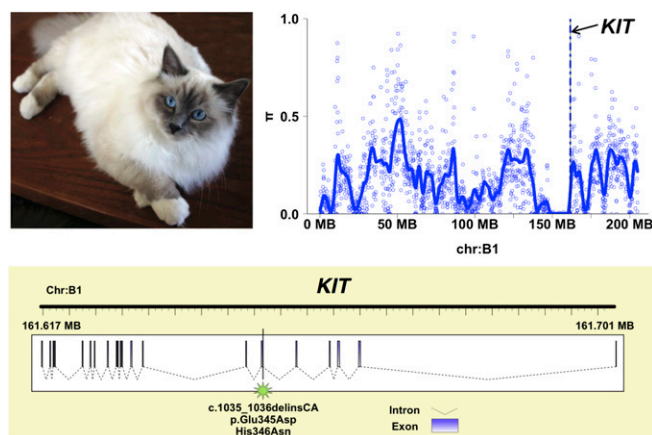 KIT
1.0
π
0.5
0.0
0 MB 50 MB 100 MB 150 MB 200 MB
chr:B1
Chr:B1
KIT
161.617 MB 161.701 MB
c.1035_1036delinsCA
p.Glu345Asp
His346Asn
Intron
Exon